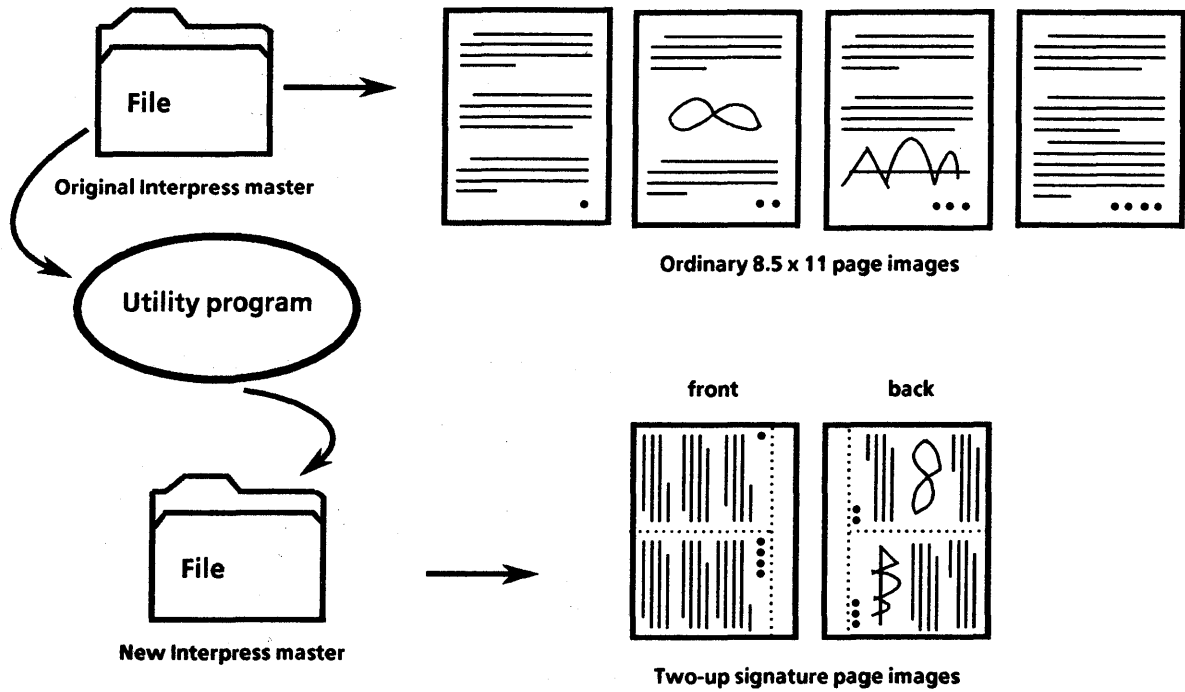 File
Original Interpress master
Ordinary 8.5 x 11 page images
Utility program
front
back
File
New Interpress master
Two-up signature page images